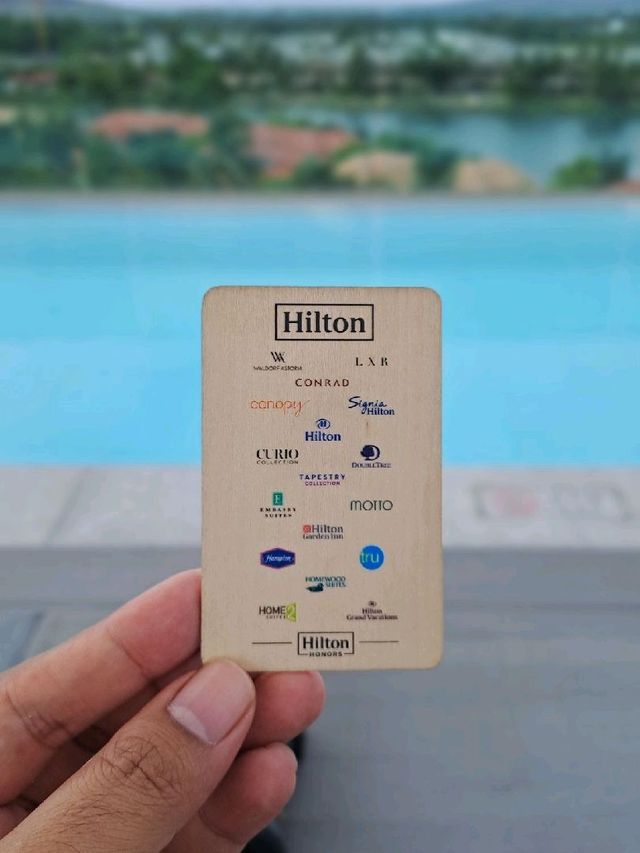 Hilton
WALDORF ASTORIA
LXR
CONRAD
canopy
Signia
Hilton
Hilton
CURIO
COLLECTION
DOUBLETREE
TAPESTRY
COLLECTION
EMBASSY
SUITES
MOTTO
Hilton
Garden Inn
Hampton
tru
HOMEWOOD
SUITES
HOME2
SUITES
Hilton
Grand Vacations
Hilton
HONORS